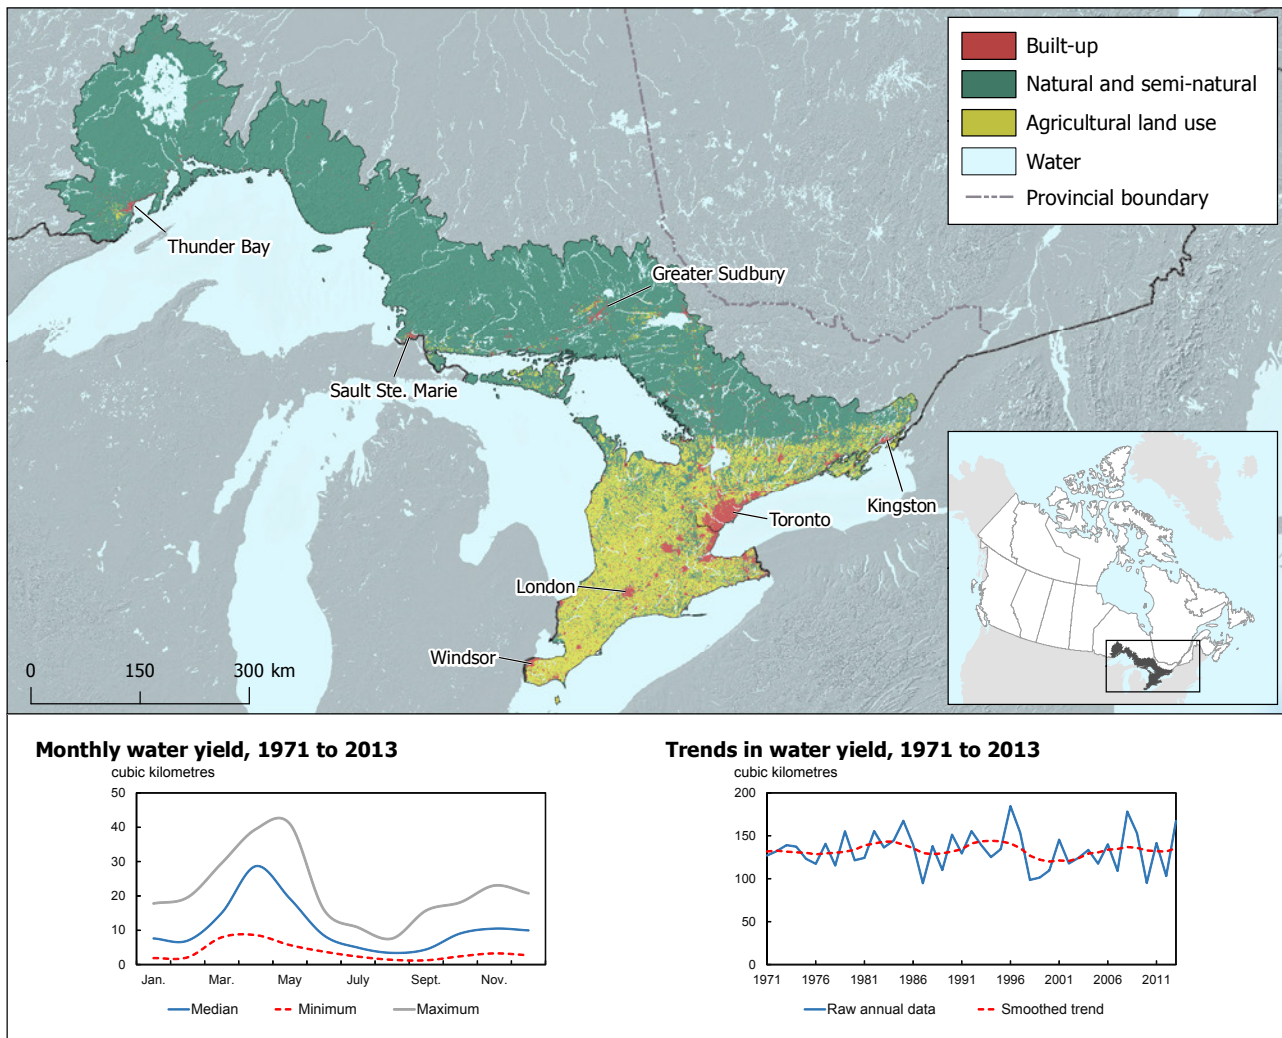 Built-up
Natural and semi-natural
Agricultural land use
Water
Provincial boundary
Thunder Bay
Greater Sudbury
Sault Ste. Marie
Kingston
Toronto
London
Windsor
0 150 300 km
Monthly water yield, 1971 to 2013
cubic kilometres
50
40
30
20
10
0
Jan. Mar. May July Sept. Nov.
Median Minimum Maximum
Trends in water yield, 1971 to 2013
cubic kilometres
200
150
100
50
0
1971 1976 1981 1986 1991 1996 2001 2006 2011
Raw annual data Smoothed trend